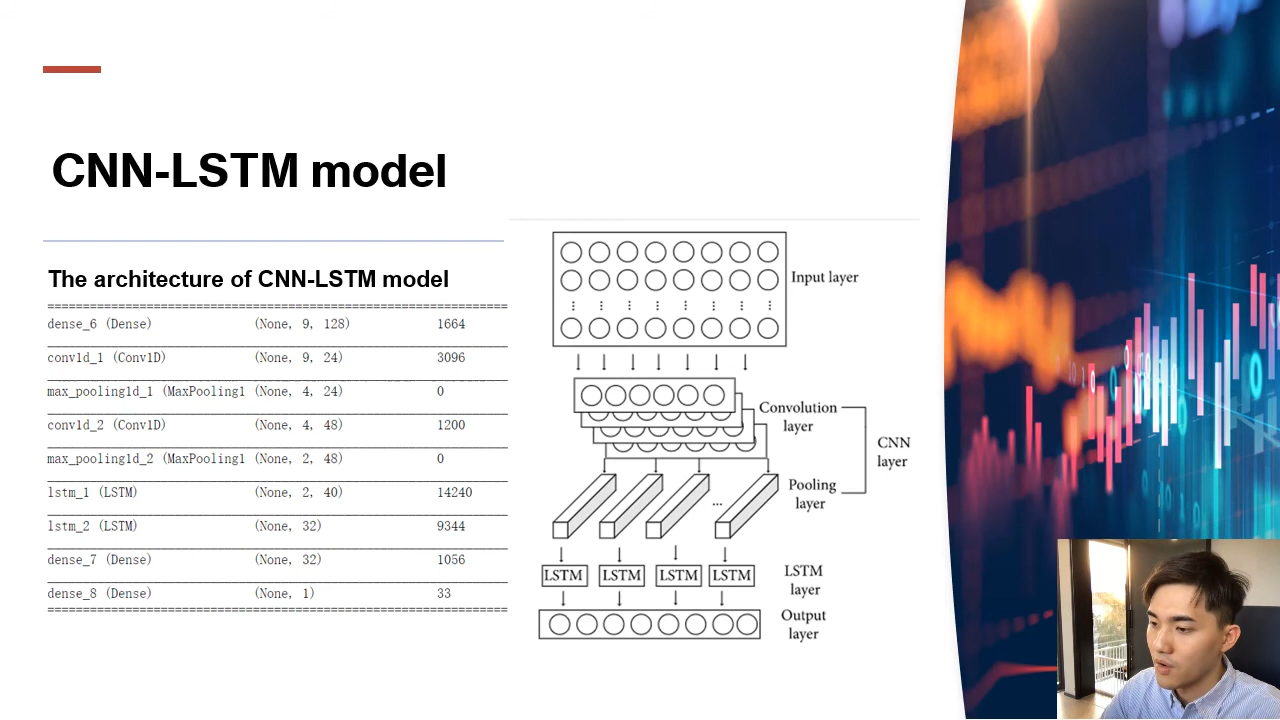 CNN-LSTM model
The architecture of CNN-LSTM model
==================================================================
dense_6 (Dense) (None, 9, 128) 1664
conv1d_1 (Conv1D) (None, 9, 24) 3096
max_pooling1d_1 (MaxPooling1 (None, 4, 24) 0
conv1d_2 (Conv1D) (None, 4, 48) 1200
max_pooling1d_2 (MaxPooling1 (None, 2, 48) 0
lstm_1 (LSTM) (None, 2, 40) 14240
lstm_2 (LSTM) (None, 32) 9344
dense_7 (Dense) (None, 32) 1056
dense_8 (Dense) (None, 1) 33
==================================================================
Input layer
Convolution
layer
CNN
layer
Pooling
layer
...
LSTM LSTM LSTM LSTM
LSTM
layer
Output
layer